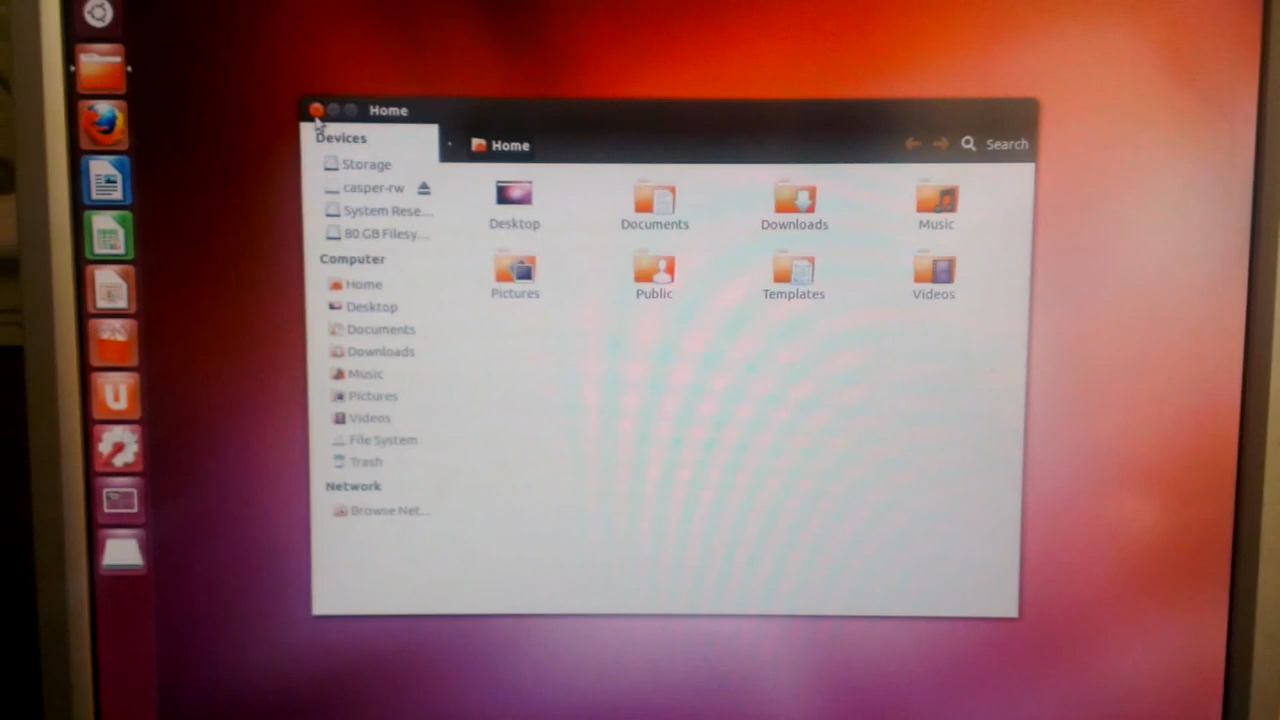 Home
Devices
Home
Search
Storage
casper-rw
System Rese...
80 GB Filesy...
Computer
Home
Desktop
Documents
Downloads
Music
Pictures
Videos
File System
Trash
Network
Browse Net...
Desktop
Documents
Downloads
Music
Pictures
Public
Templates
Videos
U